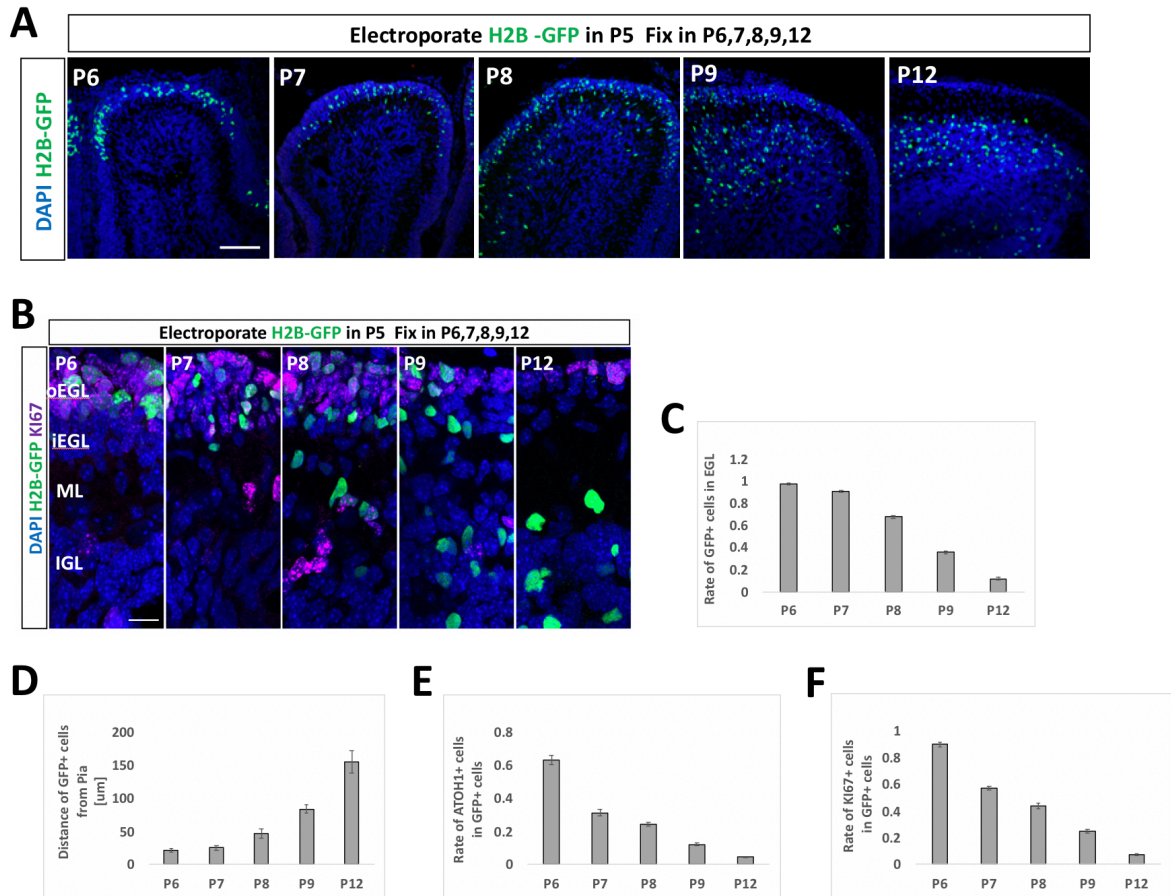 A
Electroporate H2B -GFP in P5 Fix in P6,7,8,9,12
DAPI H2B-GFP
P6
P7
P8
P9
P12
B
Electroporate H2B-GFP in P5 Fix in P6,7,8,9,12
DAPI H2B-GFP KI67
P6
P7
P8
P9
P12
oEGL
iEGL
ML
IGL
C
Rate of GFP+ cells in EGL
1.2
1
0.8
0.6
0.4
0.2
0
P6 P7 P8 P9 P12
D
Distance of GFP+ cells
from Pia
[um]
200
150
100
50
0
P6 P7 P8 P9 P12
E
Rate of ATOH1+ cells
in GFP+ cells
0.8
0.6
0.4
0.2
0
P6 P7 P8 P9 P12
F
Rate of KI67+ cells
in GFP+ cells
1
0.8
0.6
0.4
0.2
0
P6 P7 P8 P9 P12